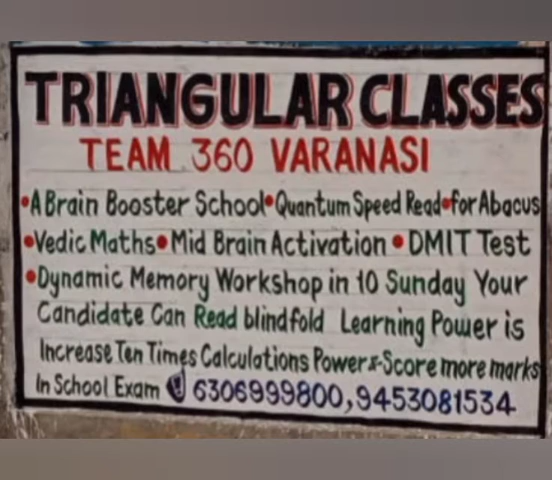 TRIANGULAR CLASSES
TEAM 360 VARANASI
•A Brain Booster School•Quantum Speed Read•for Abacus
•Vedic Maths•Mid Brain Activation•DMIT Test
•Dynamic Memory Workshop in 10 Sunday Your
Candidate Can Read blindfold Learning Power is
Increase Ten Times Calculations Power Score more marks
In School Exam 6306999800,9453081534